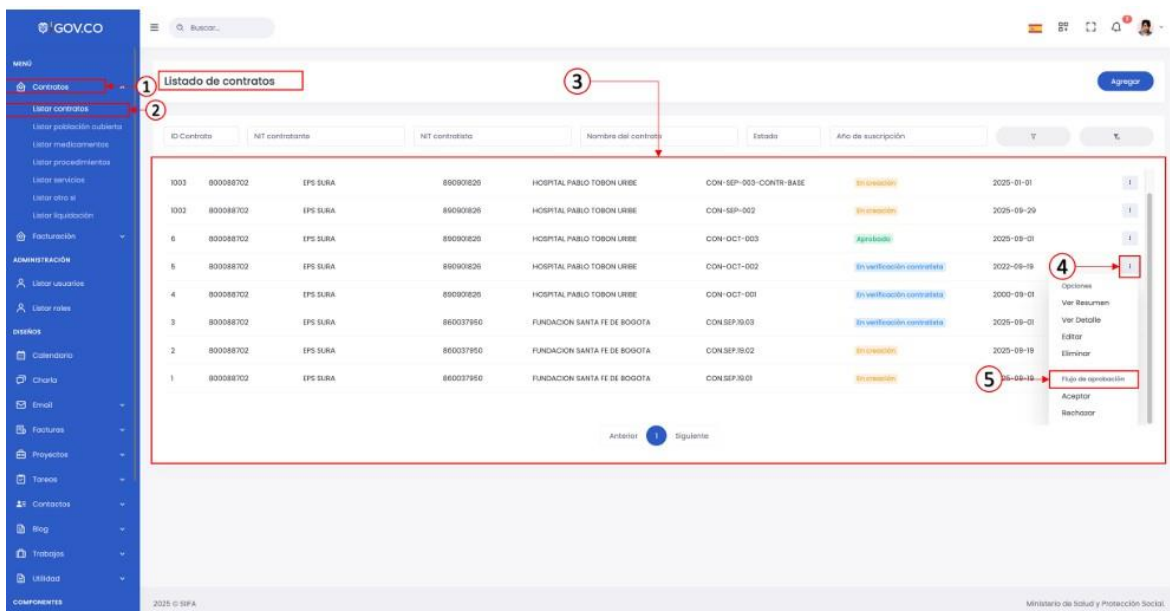 GOV.CO
Buscar...
MENÚ
Contratos
1
Listado de contratos
3
Agregar
Listar contratos
2
Listar población cubierta
Listar medicamentos
Listar procedimientos
Listar servicios
Listar otro si
Listar liquidación
Facturación
ADMINISTRACIÓN
Listar usuarios
Listar roles
DISEÑOS
Calendario
Charla
Email
Facturas
Proyectos
Tareas
Contactos
Blog
Trabajos
Utilidad
COMPONENTES
ID Contrato NIT contratante NIT contratista Nombre del contrato Estado Año de suscripción
1003 800088702 EPS SURA 890901826 HOSPITAL PABLO TOBON URIBE CON-SEP-003-CONTR-BASE En creación 2025-01-01
1002 800088702 EPS SURA 890901826 HOSPITAL PABLO TOBON URIBE CON-SEP-002 En creación 2025-09-29
6 800088702 EPS SURA 890901826 HOSPITAL PABLO TOBON URIBE CON-OCT-003 Aprobado 2025-09-01
5 800088702 EPS SURA 890901826 HOSPITAL PABLO TOBON URIBE CON-OCT-002 En verificación contratista 2022-09-19
4
4 800088702 EPS SURA 890901826 HOSPITAL PABLO TOBON URIBE CON-OCT-001 En verificación contratista 2000-09-01
3 800088702 EPS SURA 860037950 FUNDACION SANTA FE DE BOGOTA CON.SEP.19.03 En verificación contratista 2025-09-01
2 800088702 EPS SURA 860037950 FUNDACION SANTA FE DE BOGOTA CON.SEP.19.02 En creación 2025-09-19
1 800088702 EPS SURA 860037950 FUNDACION SANTA FE DE BOGOTA CON.SEP.19.01 En creación 2025-09-19
Opciones
Ver Resumen
Ver Detalle
Editar
Eliminar
5
Flujo de aprobación
Aceptar
Rechazar
Anterior 1 Siguiente
2025 © SIIFA
Ministerio de Salud y Protección Social.